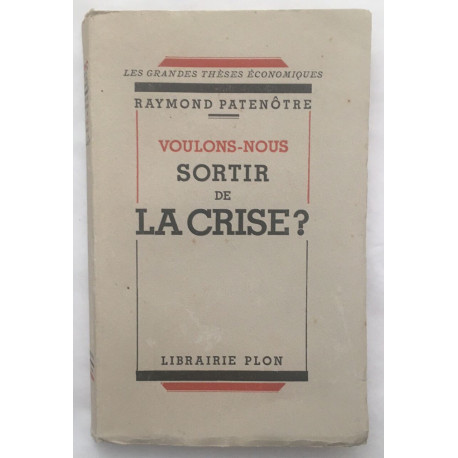 LES GRANDES THÈSES ÉCONOMIQUES
RAYMOND PATENÔTRE
VOULONS-NOUS
SORTIR
DE
LA CRISE?
LIBRAIRIE PLON